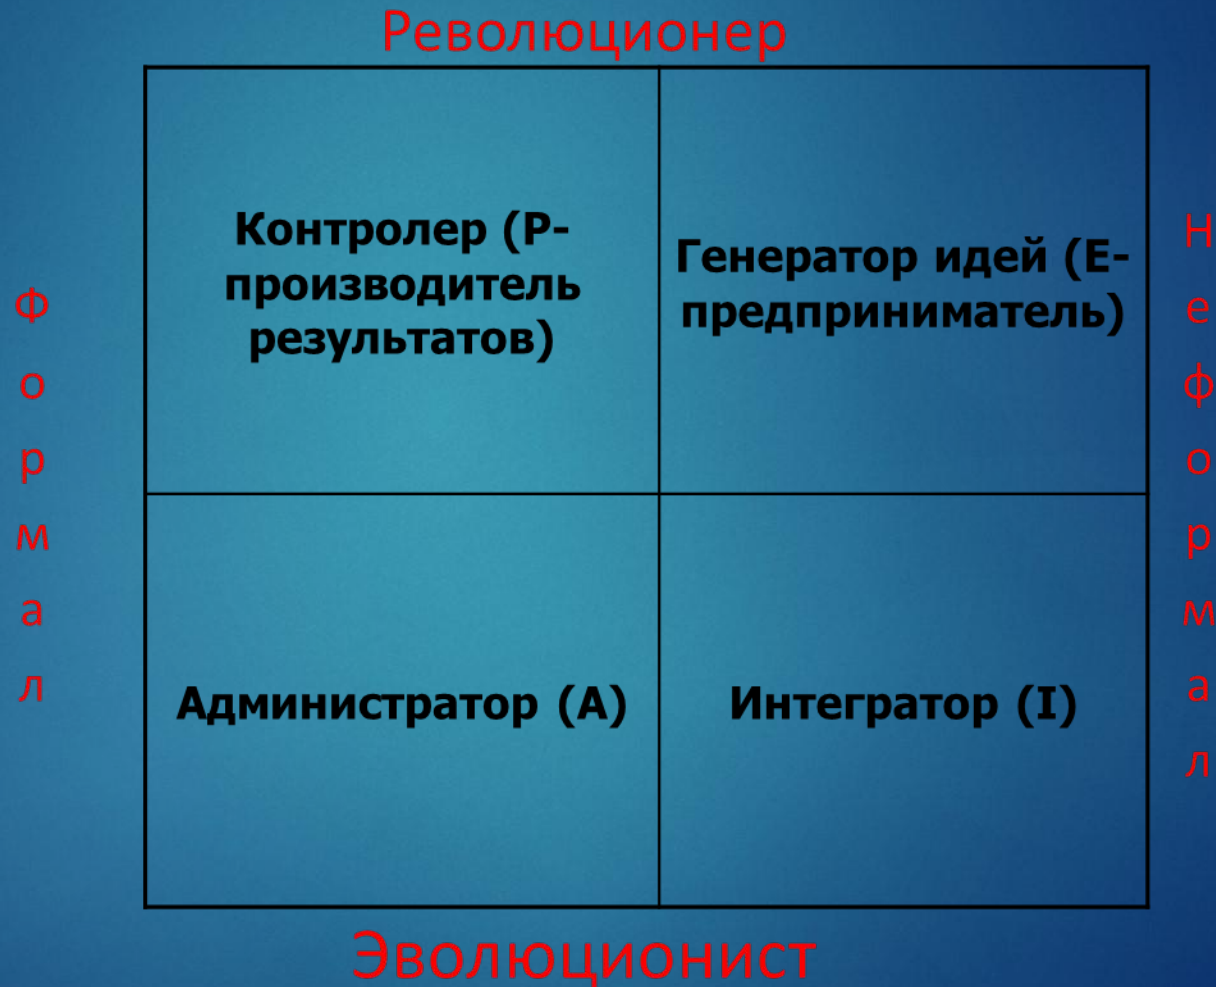 Революционер
Контролер (Р-
производитель
результатов)
Генератор идей (Е-
предприниматель)
Формал
Неформал
Администратор (А)
Интегратор (I)
Эволюционист